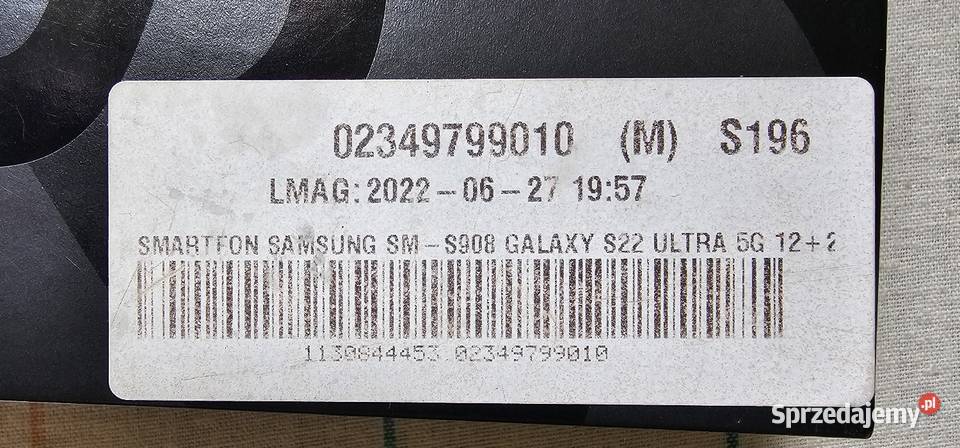 02349799010 (M) S196
LMAG: 2022-06-27 19:57
SMARTFON SAMSUNG SM-S908 GALAXY S22 ULTRA 5G 12+2
1130844453 02349799010
Sprzedajemy.pl